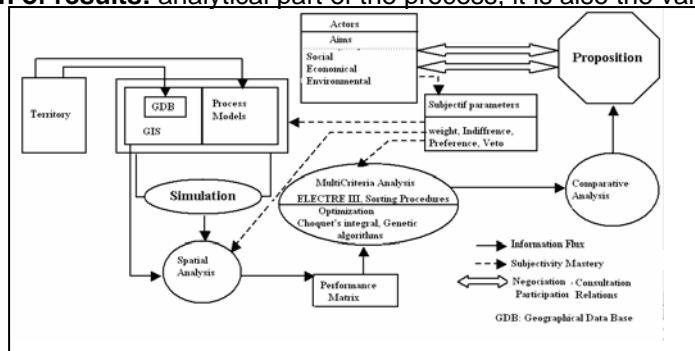 n of results: analytical part of the process, it is also the va
Actors
Aims
Social
Economical
Environmental
Proposition
Territory
GDB
GIS
Process
Models
Subjectif parameters
weight, Indiffrence,
Preference, Veto
Simulation
MultiCriteria Analysis
ELECTRE III, Sorting Procedures
Optimization
Choquet's integral, Genetic
algorithms
Comparative
Analysis
Spatial
Analysis
Performance
Matrix
Information Flux
Subjectivity Mastery
Negociation - Consultation
Participation Relations
GDB: Geographical Data Base